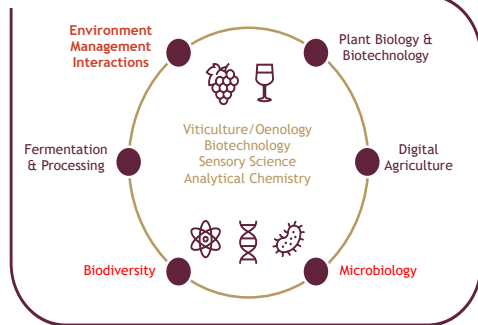 Environment
Management
Interactions
Plant Biology &
Biotechnology
Viticulture/Oenology
Biotechnology
Sensory Science
Analytical Chemistry
Fermentation
& Processing
Digital
Agriculture
Biodiversity
Microbiology